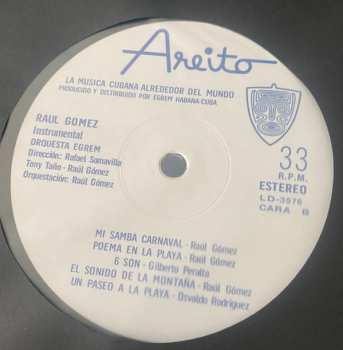 Areito
LA MUSICA CUBANA ALREDEDOR DEL MUNDO
PRODUCIDO Y DISTRIBUIDO POR EGREM HABANA-CUBA
RAUL GOMEZ
Instrumental
ORQUESTA EGREM
Dirección: Rafael Somavilla
Tony Taño - Raúl Gómez
Orquestación: Raúl Gómez
33
R.P.M.
ESTEREO
LD-3576
CARA B
MI SAMBA CARNAVAL - Raúl Gómez
POEMA EN LA PLAYA - Raúl Gómez
6 SON - Gilberto Peralta
EL SONIDO DE LA MONTAÑA - Raúl Gómez
UN PASEO A LA PLAYA - Osvaldo Rodríguez